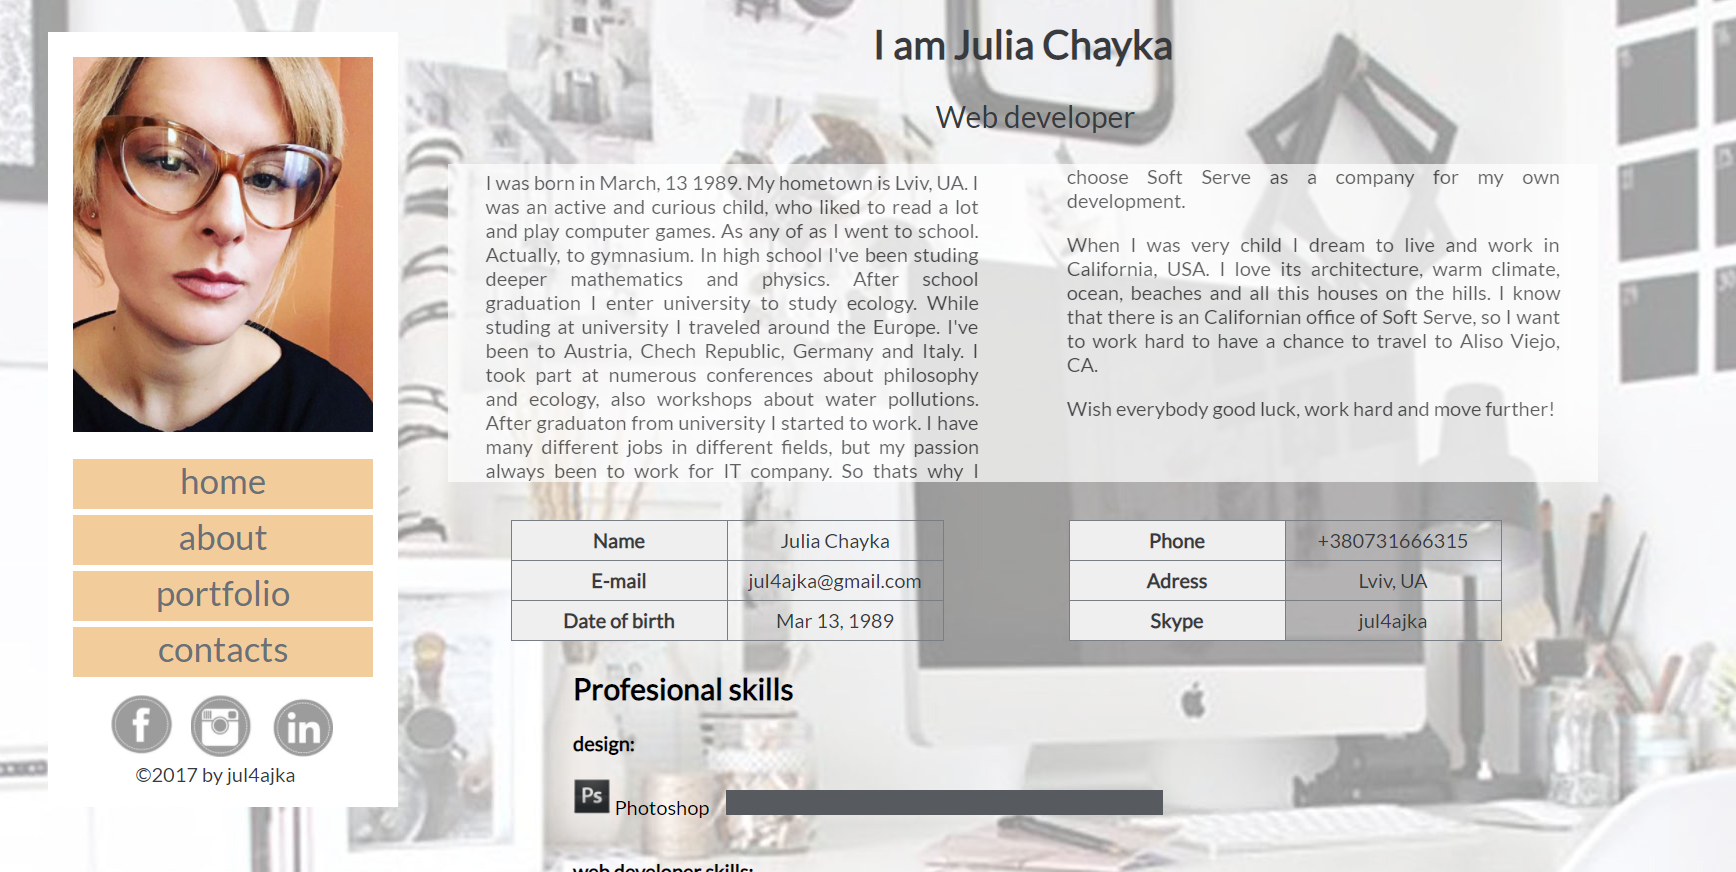 home
about
portfolio
contacts
©2017 by jul4ajka
I am Julia Chayka
Web developer
I was born in March, 13 1989. My hometown is Lviv, UA. I
was an active and curious child, who liked to read a lot
and play computer games. As any of as I went to school.
Actually, to gymnasium. In high school I've been studing
deeper mathematics and physics. After school
graduation I enter university to study ecology. While
studing at university I traveled around the Europe. I've
been to Austria, Chech Republic, Germany and Italy. I
took part at numerous conferences about philosophy
and ecology, also workshops about water pollutions.
After graduaton from university I started to work. I have
many different jobs in different fields, but my passion
always been to work for IT company. So thats why I
choose Soft Serve as a company for my own
development.
When I was very child I dream to live and work in
California, USA. I love its architecture, warm climate,
ocean, beaches and all this houses on the hills. I know
that there is an Californian office of Soft Serve, so I want
to work hard to have a chance to travel to Aliso Viejo,
CA.
Wish everybody good luck, work hard and move further!
Name Julia Chayka
E-mail jul4ajka@gmail.com
Date of birth Mar 13, 1989
Phone +380731666315
Adress Lviv, UA
Skype jul4ajka
Profesional skills
design:
Ps Photoshop
web developer skills: